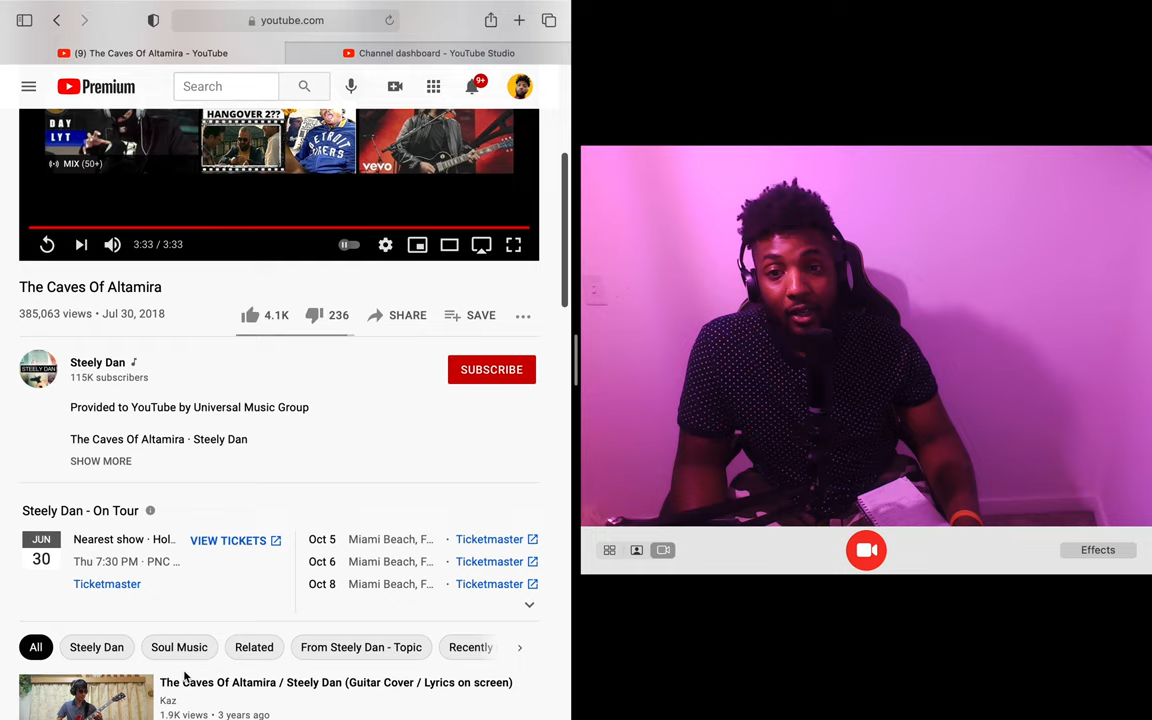 youtube.com
(9) The Caves Of Altamira - YouTube
Channel dashboard - YouTube Studio
Premium
Search
9+
DAY
LYT
HANGOVER 2??
DETROIT
vevo
MIX (50+)
3:33 / 3:33
The Caves Of Altamira
385,063 views • Jul 30, 2018
4.1K
236
SHARE
SAVE
STEELY DAN
Steely Dan
115K subscribers
SUBSCRIBE
Provided to YouTube by Universal Music Group
The Caves Of Altamira · Steely Dan
SHOW MORE
Steely Dan - On Tour
JUN
30
Nearest show · Hol..
Thu 7:30 PM · PNC ...
Ticketmaster
VIEW TICKETS
Oct 5 Miami Beach, F... · Ticketmaster
Oct 6 Miami Beach, F... · Ticketmaster
Oct 8 Miami Beach, F... · Ticketmaster
All
Steely Dan
Soul Music
Related
From Steely Dan - Topic
Recently
The Caves Of Altamira / Steely Dan (Guitar Cover / Lyrics on screen)
Kaz
1.9K views • 3 years ago
Effects